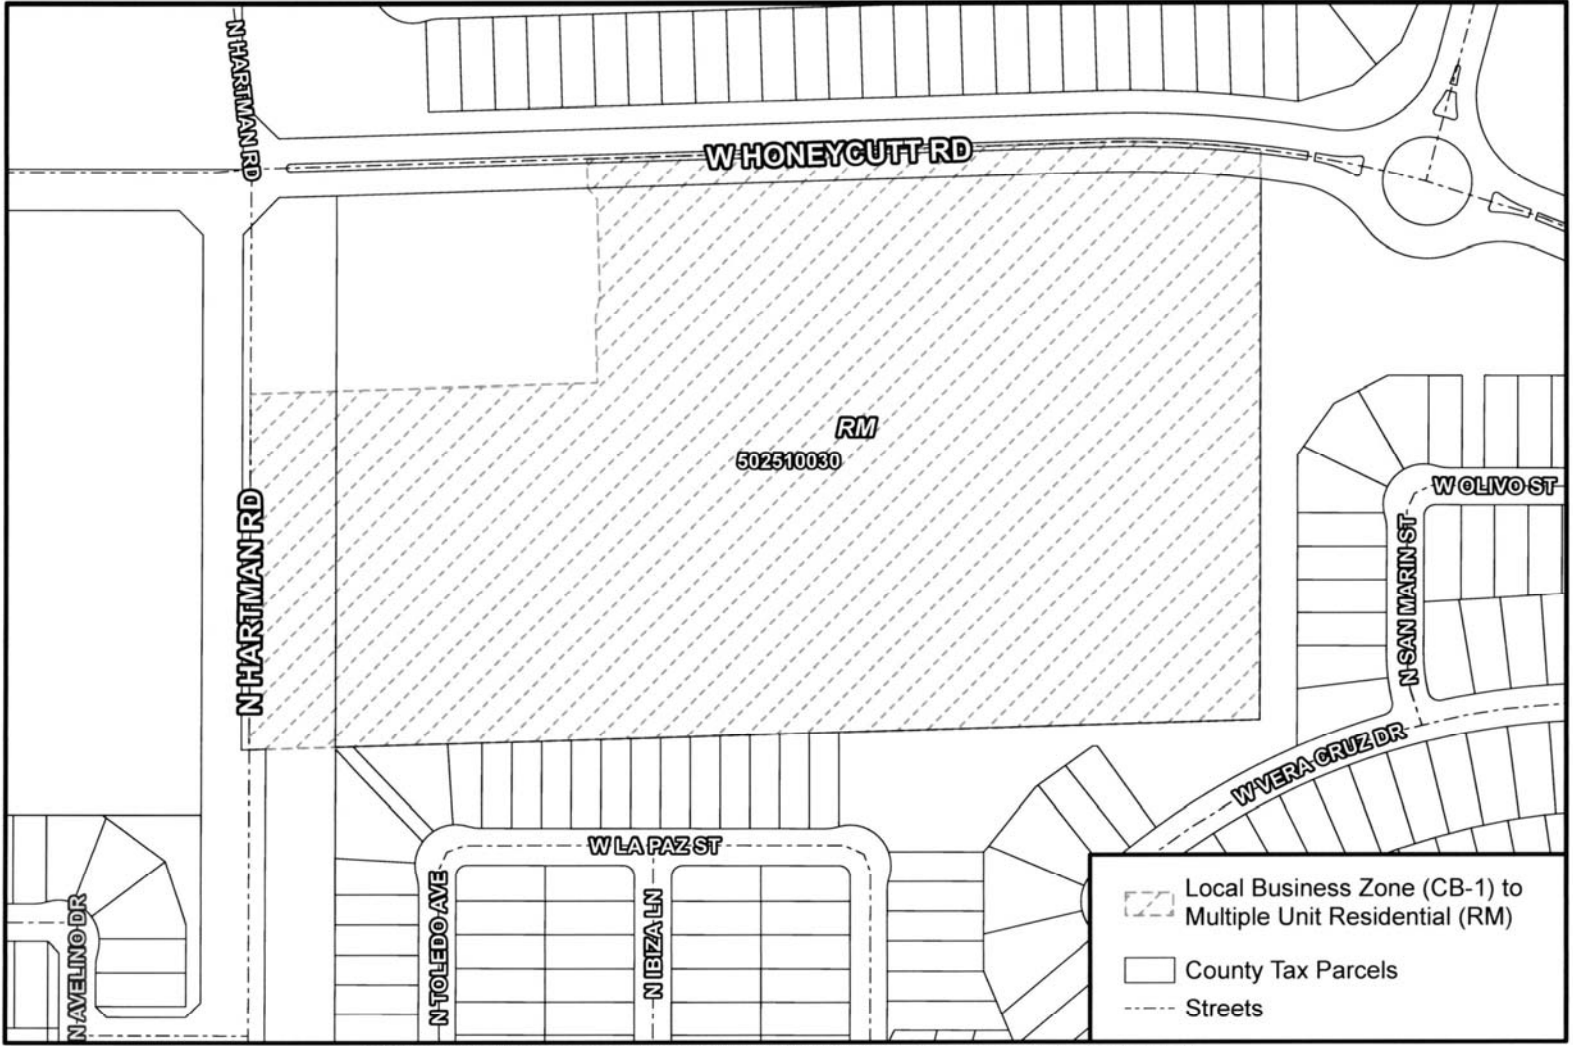 N HARTMAN RD
W HONEYCUTT RD
RM
502510030
W OLIVO ST
N HARTMAN RD
N SAN MARIN ST
W VERA CRUZ DR
W LA PAZ ST
N TOLEDO AVE
N IBIZA LN
N AVELINO DR
Local Business Zone (CB-1) to
Multiple Unit Residential (RM)
County Tax Parcels
Streets